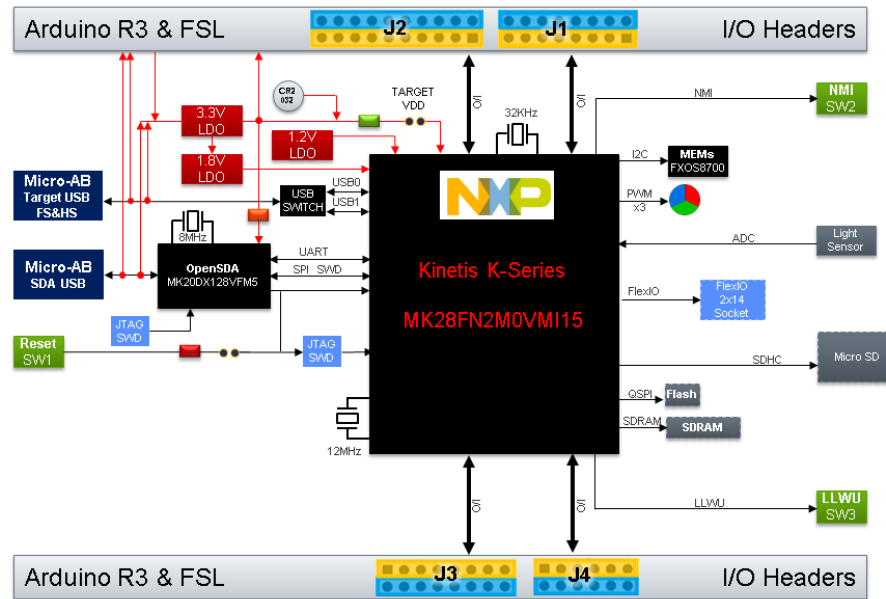 Arduino R3 & FSL
J2
J1
I/O Headers
CR2
032
TARGET
VDD
32KHz
I/O
I/O
NMI
NMI
SW2
3.3V
LDO
1.2V
LDO
1.8V
LDO
I2C
MEMs
FXOS8700
Micro-AB
Target USB
FS&HS
USB
SWITCH
USB0
USB1
NXP
PWM
x3
8MHz
ADC
Light
Sensor
Micro-AB
SDA USB
OpenSDA
MK20DX128VFM5
UART
SPI SWD
Kinetis K-Series
MK28FN2M0VMI15
FlexIO
FlexIO
2x14
Socket
JTAG
SWD
Reset
SW1
JTAG
SWD
SDHC
Micro SD
QSPI
Flash
SDRAM
SDRAM
12MHz
I/O
I/O
LLWU
LLWU
SW3
Arduino R3 & FSL
J3
J4
I/O Headers